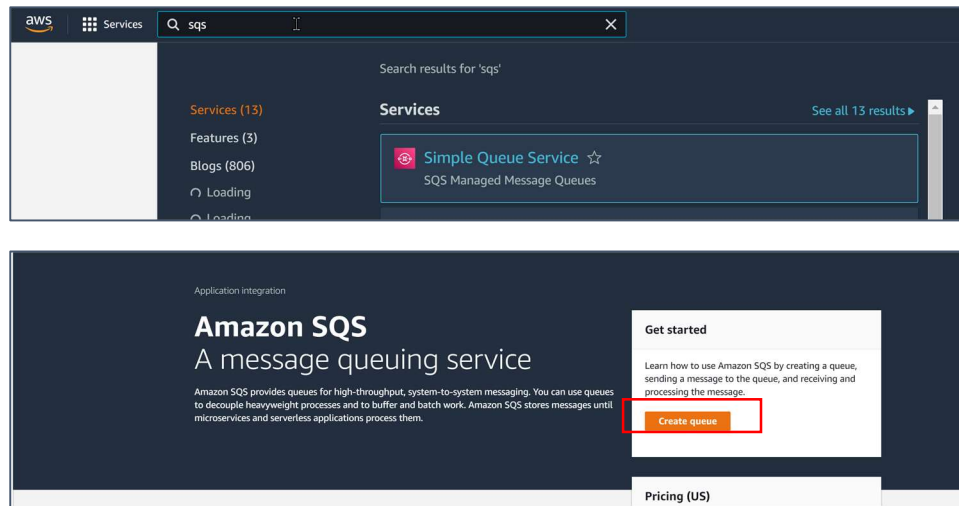 aws
Services
sqs
Search results for 'sqs'
Services (13)
Features (3)
Blogs (806)
Loading
Loading
Services
See all 13 results
Simple Queue Service
SQS Managed Message Queues
Application integration
Amazon SQS
A message queuing service
Amazon SQS provides queues for high-throughput, system-to-system messaging. You can use queues
to decouple heavyweight processes and to buffer and batch work. Amazon SQS stores messages until
microservices and serverless applications process them.
Get started
Learn how to use Amazon SQS by creating a queue,
sending a message to the queue, and receiving and
processing the message.
Create queue
Pricing (US)